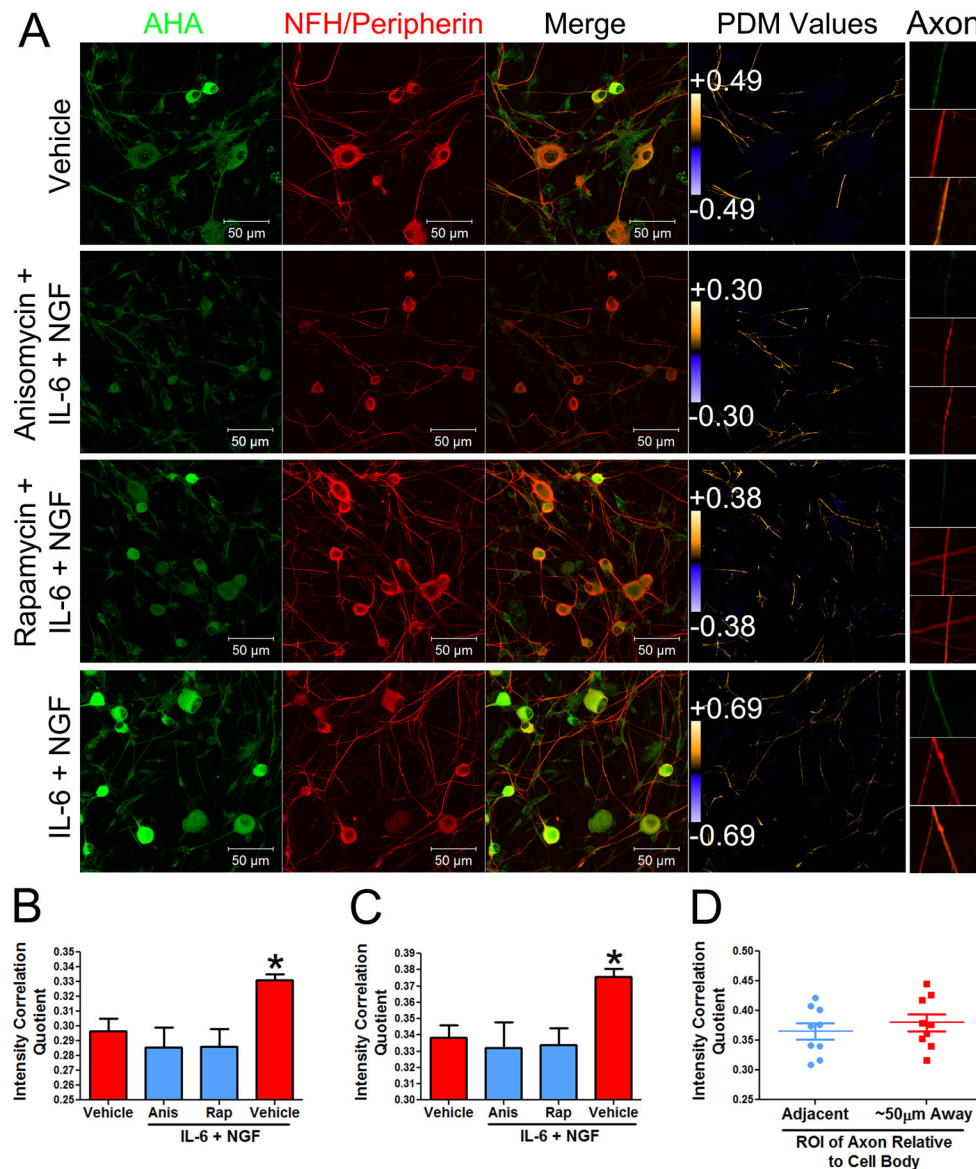 A
AHA NFH/Peripherin Merge PDM Values Axon
Vehicle
+0.49
-0.49
50 µm 50 µm 50 µm
Anisomycin +
IL-6 + NGF
+0.30
-0.30
50 µm 50 µm 50 µm
Rapamycin +
IL-6 + NGF
+0.38
-0.38
50 µm 50 µm 50 µm
IL-6 + NGF
+0.69
-0.69
50 µm 50 µm 50 µm
B
Intensity Correlation
Quotient
0.35
0.34
0.33
0.32
0.31
0.30
0.29
0.28
0.27
0.26
0.25
*
Vehicle Anis Rap Vehicle
IL-6 + NGF
C
Intensity Correlation
Quotient
0.39
0.38
0.37
0.36
0.35
0.34
0.33
0.32
0.31
0.30
*
Vehicle Anis Rap Vehicle
IL-6 + NGF
D
Intensity Correlation
Quotient
0.50
0.45
0.40
0.35
0.30
0.25
Adjacent ~50µm Away
ROI of Axon Relative
to Cell Body